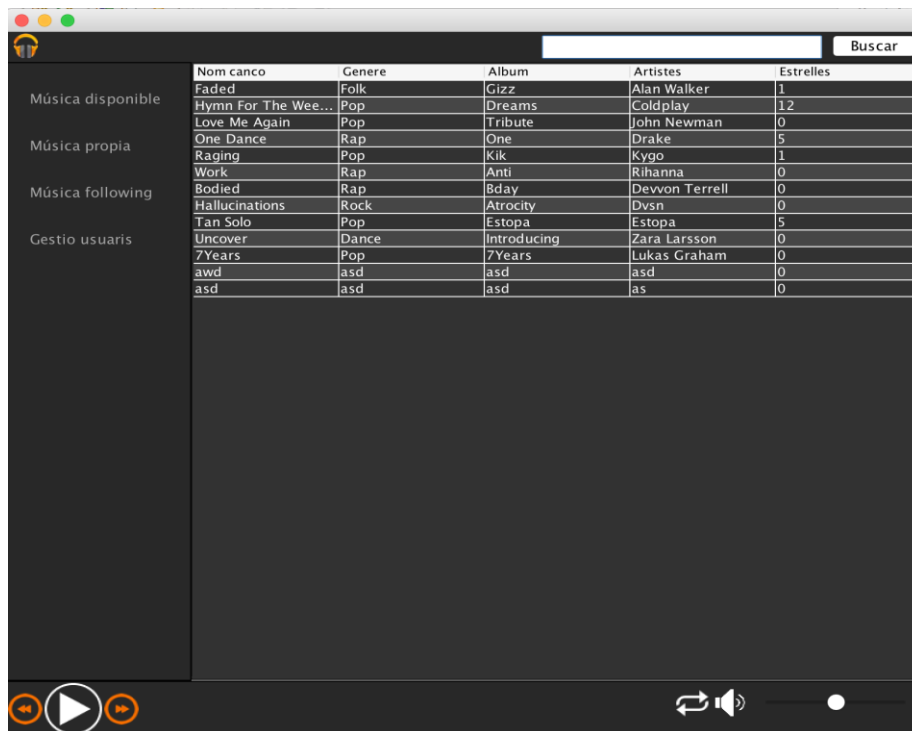 Buscar
Música disponible
Música propia
Música following
Gestio usuaris
Nom canco Genere Album Artistes Estrelles
Faded Folk Gizz Alan Walker 1
Hymn For The Wee... Pop Dreams Coldplay 12
Love Me Again Pop Tribute John Newman 0
One Dance Rap One Drake 5
Raging Pop Kik Kygo 1
Work Rap Anti Rihanna 0
Bodied Rap Bday Devvon Terrell 0
Hallucinations Rock Atrocity Dvsn 0
Tan Solo Pop Estopa Estopa 5
Uncover Dance Introducing Zara Larsson 0
7Years Pop 7Years Lukas Graham 0
awd asd asd asd 0
asd asd asd as 0